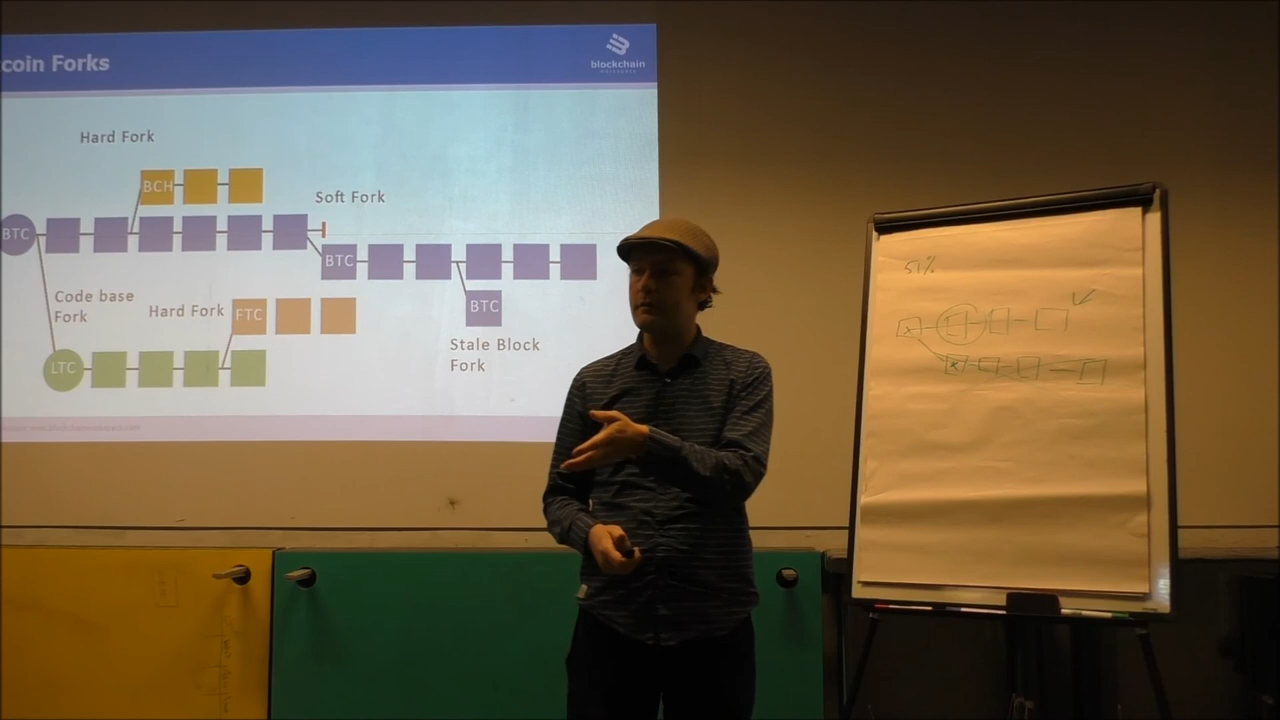 coin Forks
blockchain
workspace
Hard Fork
BCH
Soft Fork
BTC
BTC
Code base
Fork
Hard Fork
FTC
BTC
LTC
Stale Block
Fork
51%